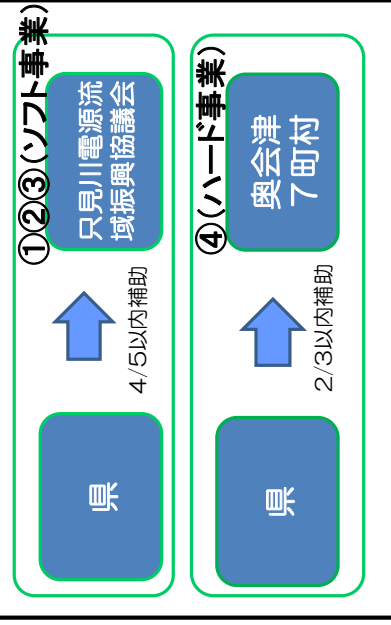 ①②③(ソフト事業)
県
4/5以内補助
只見川電源流
域振興協議会
④(ハード事業)
県
2/3以内補助
奥会津
7町村